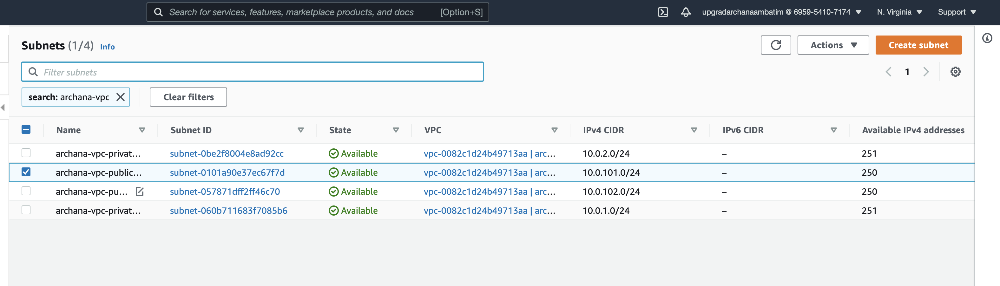 Search for services, features, marketplace products, and docs [Option+S] upgradarchanaambatim @ 6959-5410-7174 N. Virginia Support
Subnets (1/4) Info Actions Create subnet
Filter subnets 1
search: archana-vpc Clear filters
Name Subnet ID State VPC IPv4 CIDR IPv6 CIDR Available IPv4 addresses
archana-vpc-privat... subnet-0be2f8004e8ad92cc Available vpc-0082c1d24b49713aa | arc... 10.0.2.0/24 – 251
archana-vpc-public... subnet-0101a90e37ec67f7d Available vpc-0082c1d24b49713aa | arc... 10.0.101.0/24 – 250
archana-vpc-pu... subnet-057871dff2ff46c70 Available vpc-0082c1d24b49713aa | arc... 10.0.102.0/24 – 250
archana-vpc-privat... subnet-060b711683f7085b6 Available vpc-0082c1d24b49713aa | arc... 10.0.1.0/24 – 251